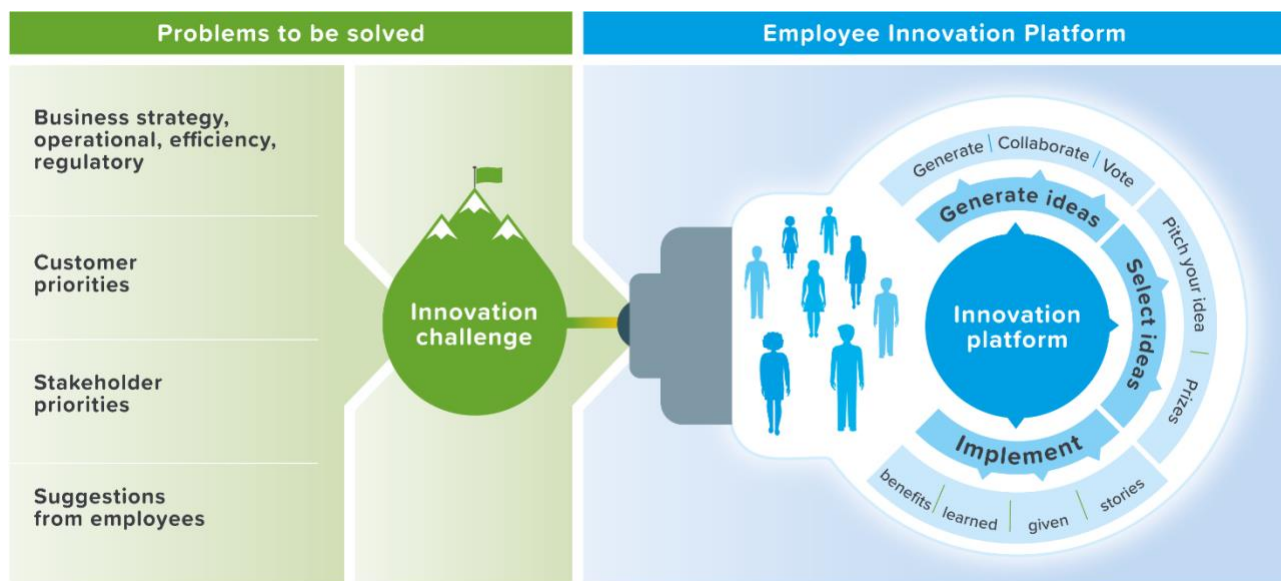 Problems to be solved
Employee Innovation Platform
Business strategy,
operational, efficiency,
regulatory
Customer
priorities
Stakeholder
priorities
Suggestions
from employees
Innovation
challenge
Innovation
platform
Generate | Collaborate | Vote
Generate ideas
Pitch your idea | Prizes
Select ideas
Implement
benefits | learned | given | stories